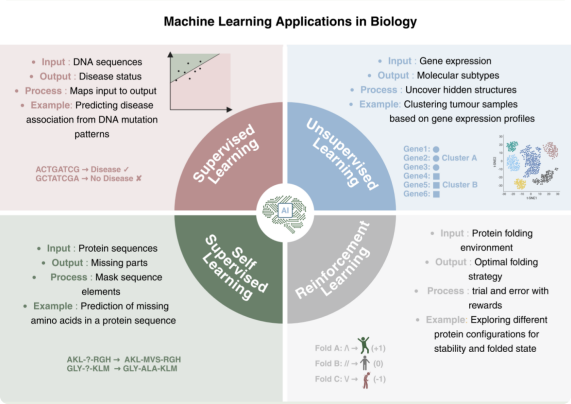 Machine Learning Applications in Biology
Input : DNA sequences
Output : Disease status
Process : Maps input to output
Example: Predicting disease
association from DNA mutation
patterns
ACTGATCG → Disease ✓
GCTATCGA → No Disease ✘
Supervised
Learning
Input : Gene expression
Output : Molecular subtypes
Process : Uncover hidden structures
Example: Clustering tumour samples
based on gene expression profiles
Gene1:
Gene2: Cluster A
Gene3:
Gene4:
Gene5: Cluster B
Gene6:
Unsupervised
Learning
AI
Input : Protein sequences
Output : Missing parts
Process : Mask sequence
elements
Example : Prediction of missing
amino acids in a protein sequence
AKL-?-RGH → AKL-MVS-RGH
GLY-?-KLM → GLY-ALA-KLM
Self
Supervised
Learning
Reinforcement
Learning
Input : Protein folding
environment
Output : Optimal folding
strategy
Process : trial and error with
rewards
Example: Exploring different
protein configurations for
stability and folded state
Fold A: /\ → (+1)
Fold B: // → (0)
Fold C: \/ → (-1)